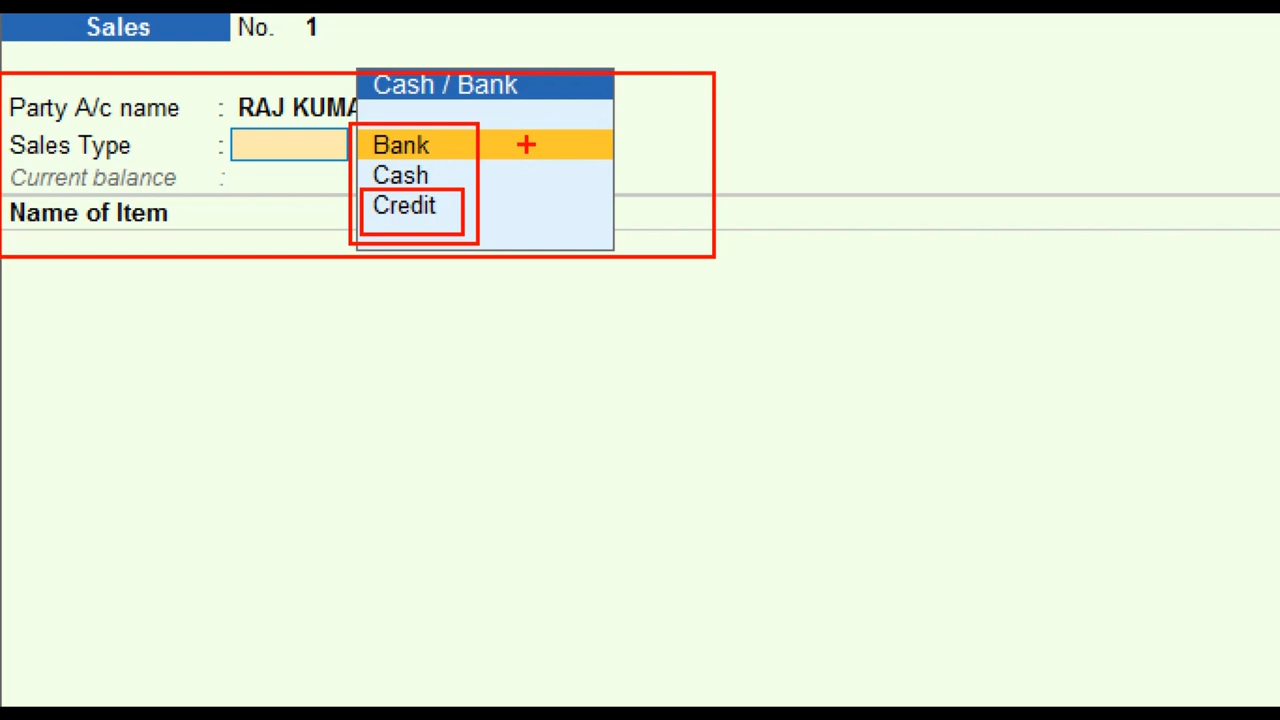 Sales No. 1
Cash / Bank
Party A/c name : RAJ KUMA
Sales Type : Bank
Cash
Current balance :
Credit
Name of Item